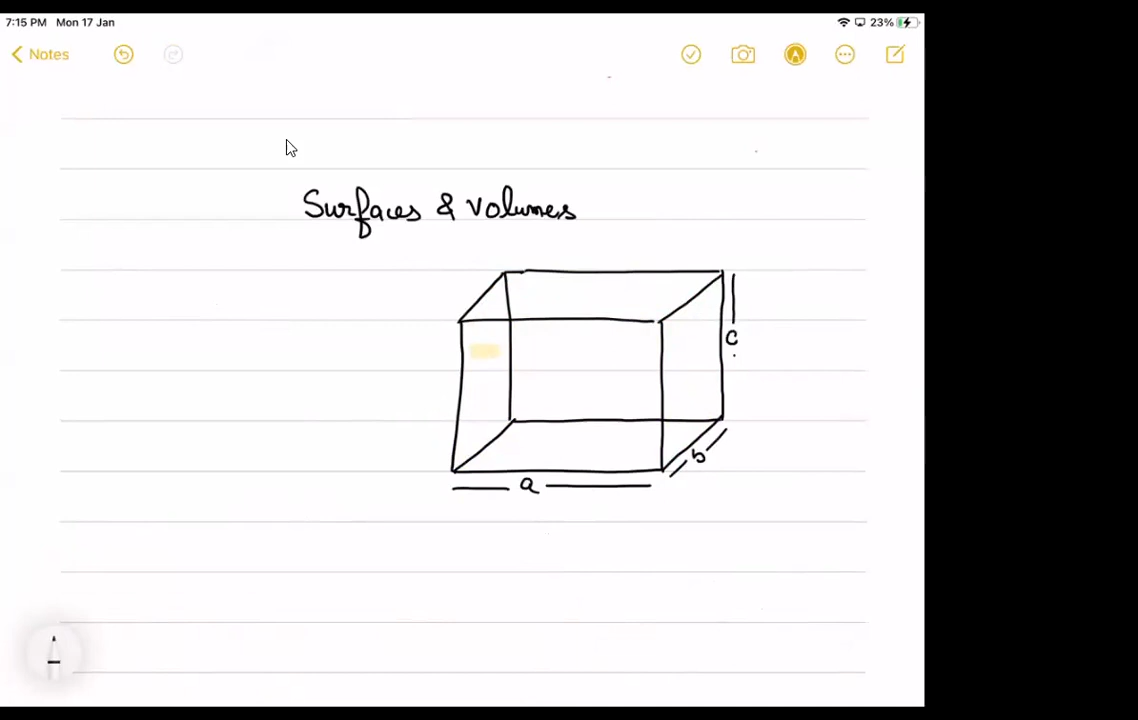 7:15 PM Mon 17 Jan 23%
Notes
Surfaces & volumes
c
b
a